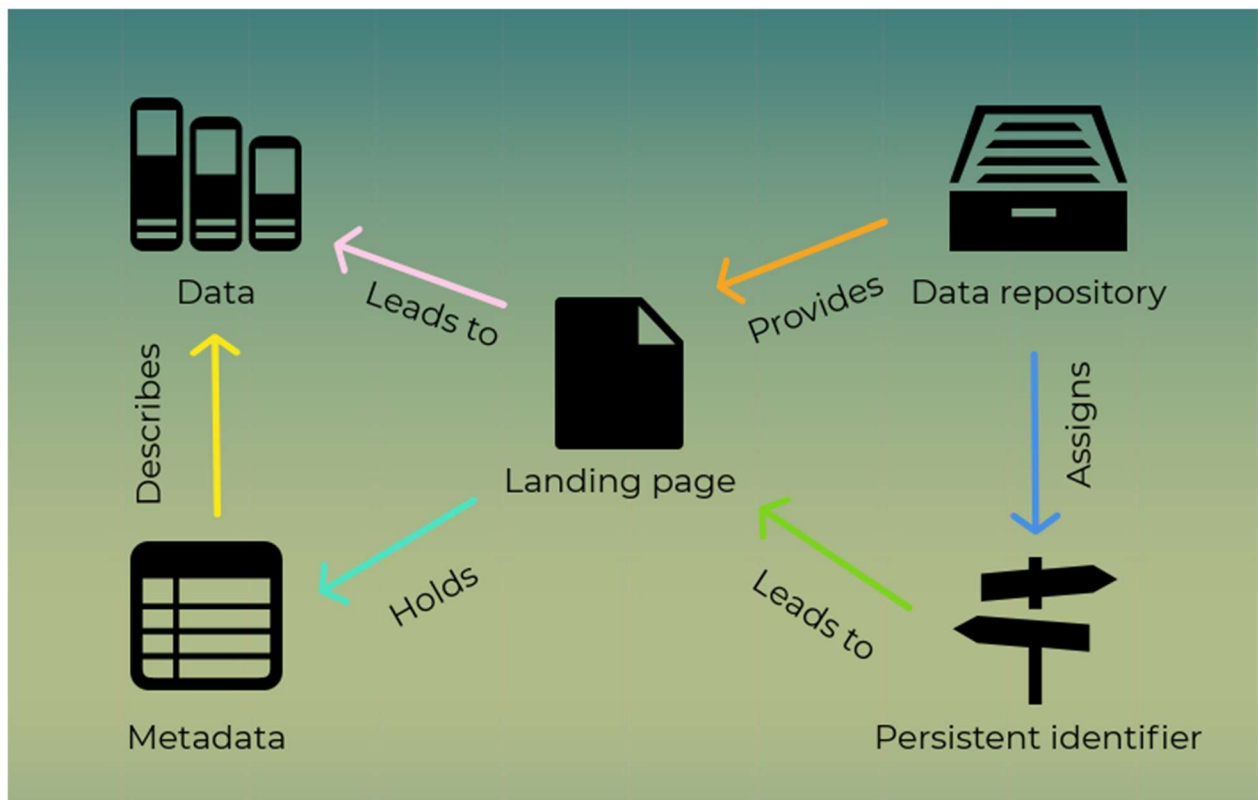 Data
Data repository
Leads to
Provides
Describes
Assigns
Landing page
Holds
Leads to
Metadata
Persistent identifier